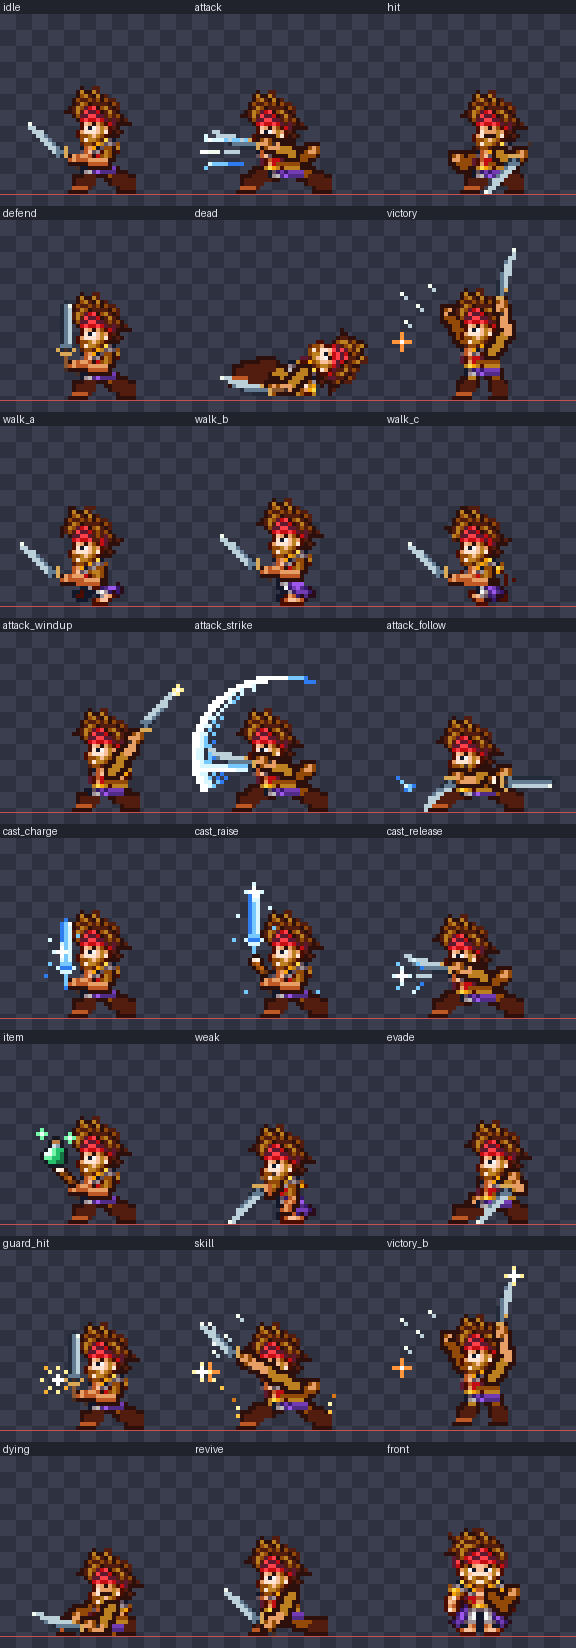 idle attack hit
defend dead victory
walk_a walk_b walk_c
attack_windup attack_strike attack_follow
cast_charge cast_raise cast_release
item weak evade
guard_hit skill victory_b
dying revive front